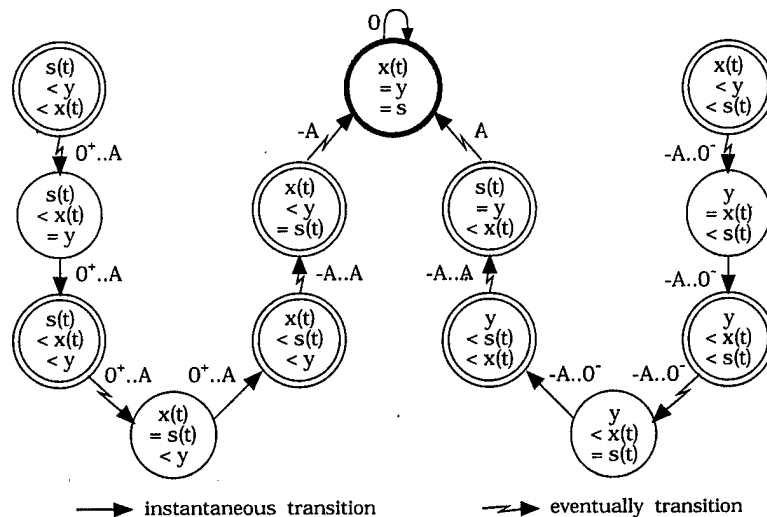 0
s(t)
< y
< x(t)
x(t)
= y
= s
x(t)
< y
< s(t)
0⁺..A
-A
A
-A..0⁻
s(t)
< x(t)
= y
x(t)
< y
= s(t)
s(t)
= y
< x(t)
y
= x(t)
< s(t)
0⁺..A
-A..A
-A..A
-A..0⁻
s(t)
< x(t)
< y
x(t)
< s(t)
< y
y
< s(t)
< x(t)
y
< x(t)
< s(t)
0⁺..A
0⁺..A
-A..0⁻
-A..0⁻
x(t)
= s(t)
< y
y
< x(t)
= s(t)
instantaneous transition
eventually transition